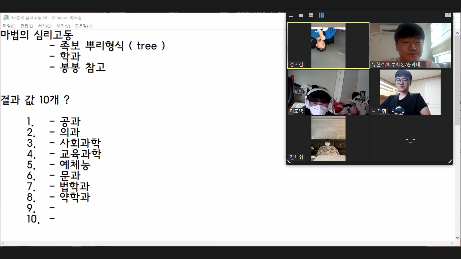 마법의 심리고동
- 족보 뿌리형식 ( tree )
- 학과
- 봉봉 참고
결과 값 10개 ?
1. - 공과
2. - 의과
3. - 사회과학
4. - 교육과학
5. - 예체능
6. - 문과
7. - 법학과
8. - 약학과
9. -
10. -